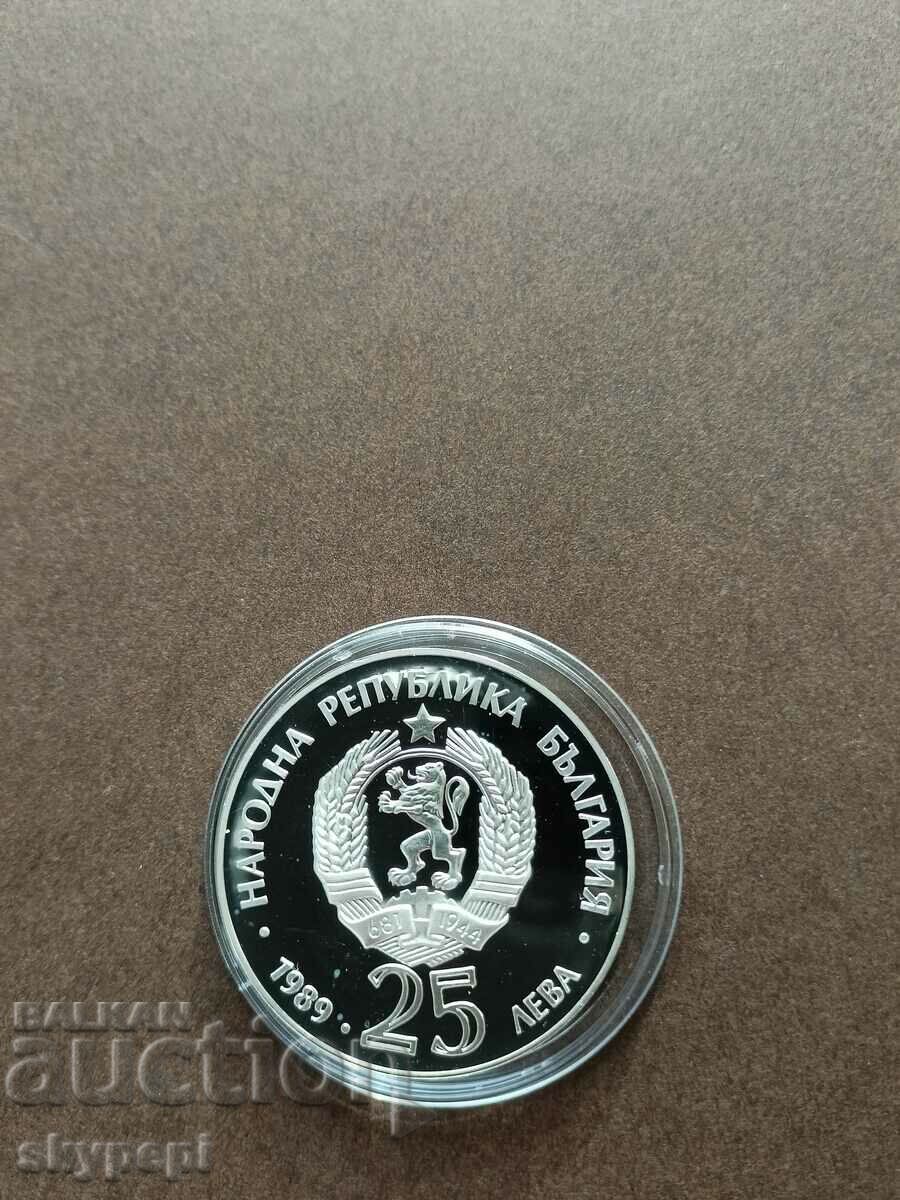 НАРОДНА РЕПУБЛИКА БЪЛГАРИЯ
681 1944
• 1989 • 25 ЛЕВА •
BALKAN
auction
skypepi